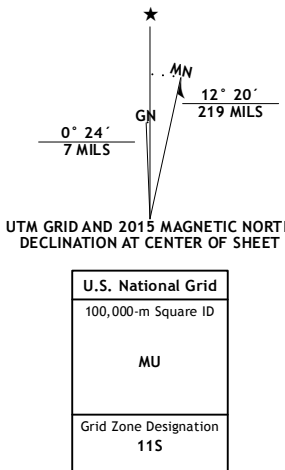 ★
MN
GN
12° 20´
219 MILS
0° 24´
7 MILS
UTM GRID AND 2015 MAGNETIC NORTH
DECLINATION AT CENTER OF SHEET
U.S. National Grid
100,000-m Square ID
MU
Grid Zone Designation
11S